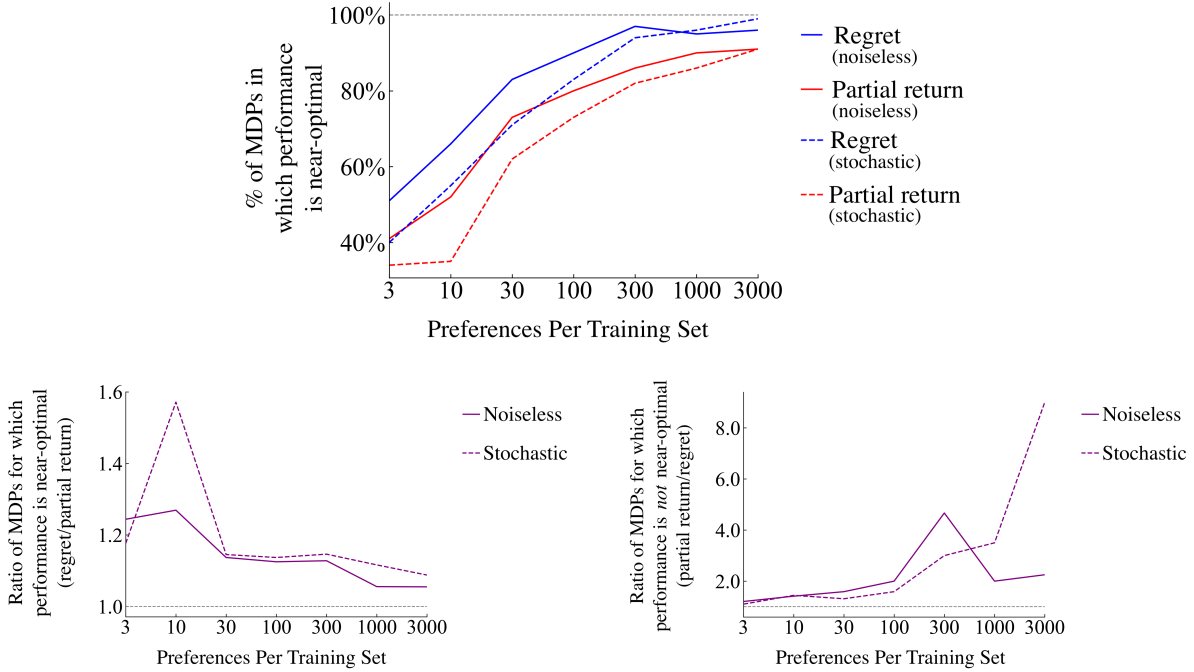 % of MDPs in
which performance
is near-optimal
100%
80%
60%
40%
3 10 30 100 300 1000 3000
Preferences Per Training Set
Regret
(noiseless)
Partial return
(noiseless)
Regret
(stochastic)
Partial return
(stochastic)
Ratio of MDPs for which
performance is near-optimal
(regret/partial return)
1.6
1.4
1.2
1.0
3 10 30 100 300 1000 3000
Preferences Per Training Set
Noiseless
Stochastic
Ratio of MDPs for which
performance is not near-optimal
(partial return/regret)
8.0
6.0
4.0
2.0
3 10 30 100 300 1000 3000
Preferences Per Training Set
Noiseless
Stochastic